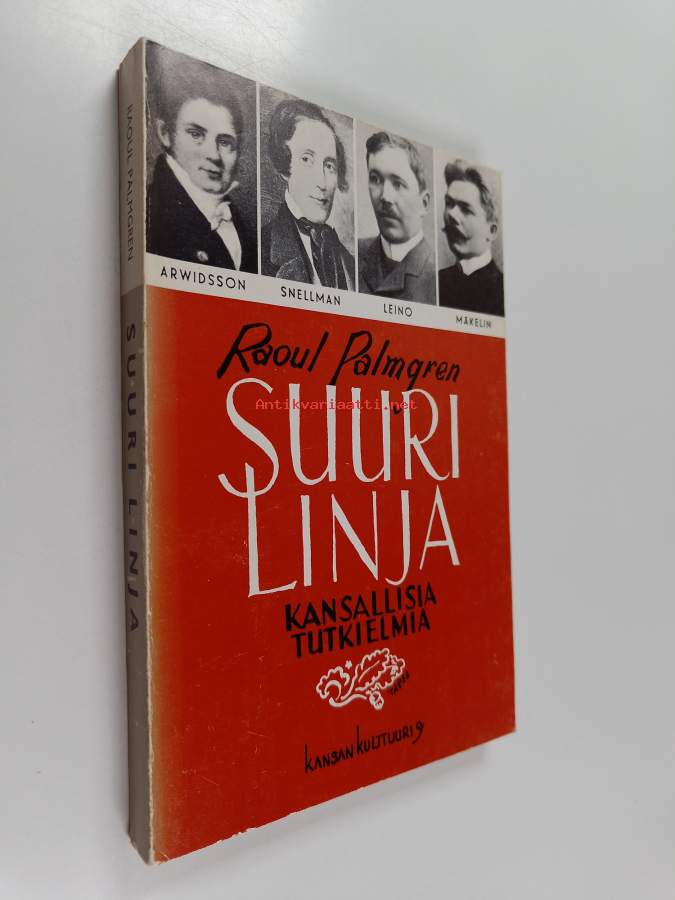 RAOUL PALMGREN
SUURI LINJA
ARWIDSSON
SNELLMAN
LEINO
MÄKELIN
Raoul Palmgren
Antikvariaatti.net
SUURI
LINJA
KANSALLISIA
TUTKIELMIA
KANSAN KULTTUURI